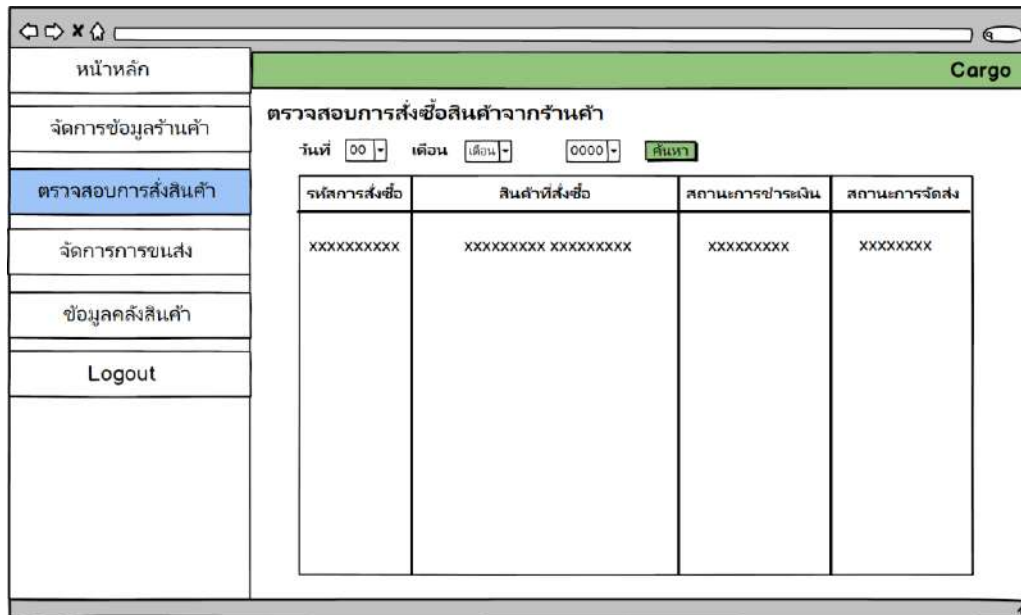 หน้าหลัก
Cargo
จัดการข้อมูลร้านค้า
ตรวจสอบการสั่งสินค้า
จัดการการขนส่ง
ข้อมูลคลังสินค้า
Logout
ตรวจสอบการสั่งซื้อสินค้าจากร้านค้า
วันที่ 00 เดือน เดือน 0000 ค้นหา
รหัสการสั่งซื้อ สินค้าที่สั่งซื้อ สถานะการชำระเงิน สถานะการจัดส่ง
xxxxxxxxxx xxxxxxxxx xxxxxxxxx xxxxxxxxx xxxxxxxx